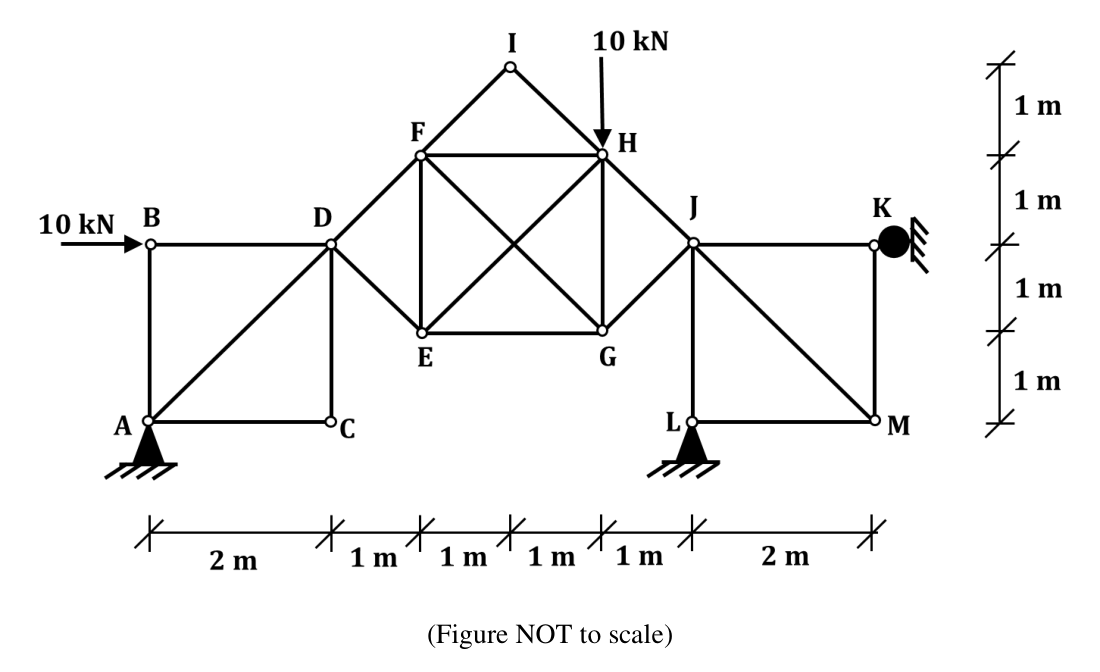 I
10 kN
1 m
F
H
1 m
10 kN
B
D
J
K
1 m
E
G
1 m
A
C
L
M
2 m
1 m
1 m
1 m
1 m
2 m
(Figure NOT to scale)